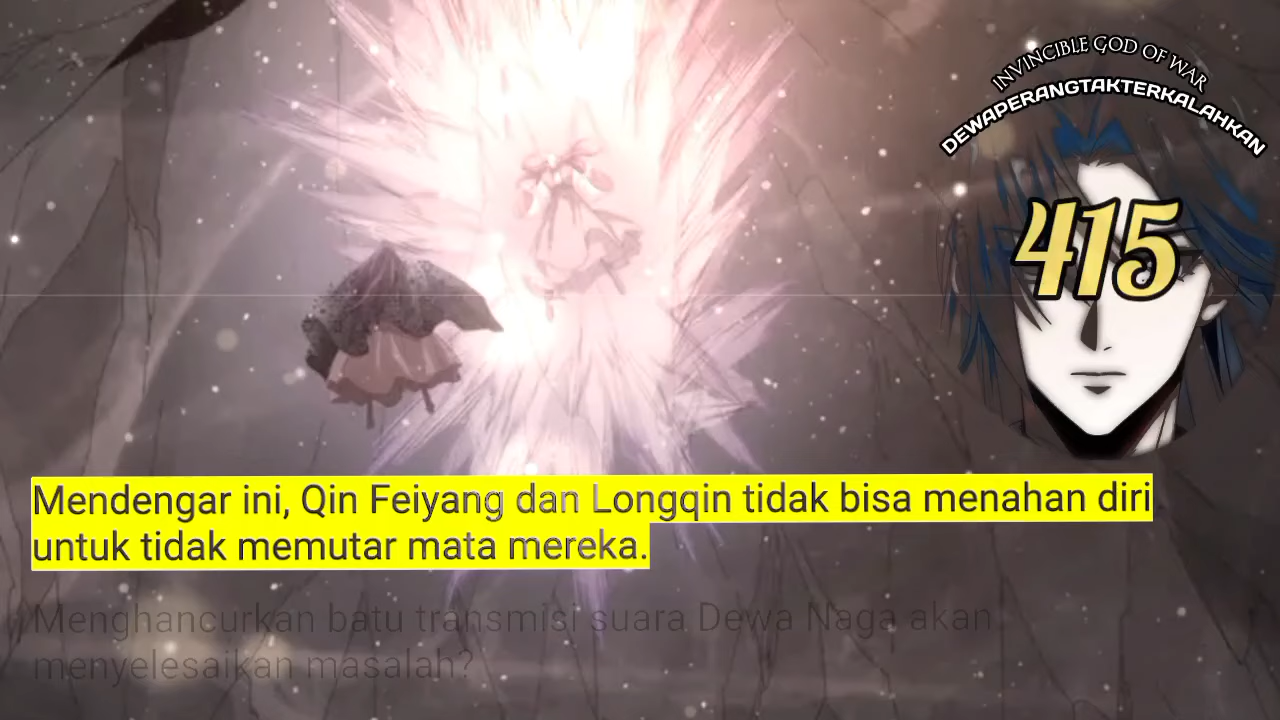 INVINCIBLE GOD OF WAR
DEWAPERANGTAKTERKALAHKAN
415
Mendengar ini, Qin Feiyang dan Longqin tidak bisa menahan diri
untuk tidak memutar mata mereka.
Menghancurkan batu transmisi suara Dewa Naga akan
menyelesaikan masalah?